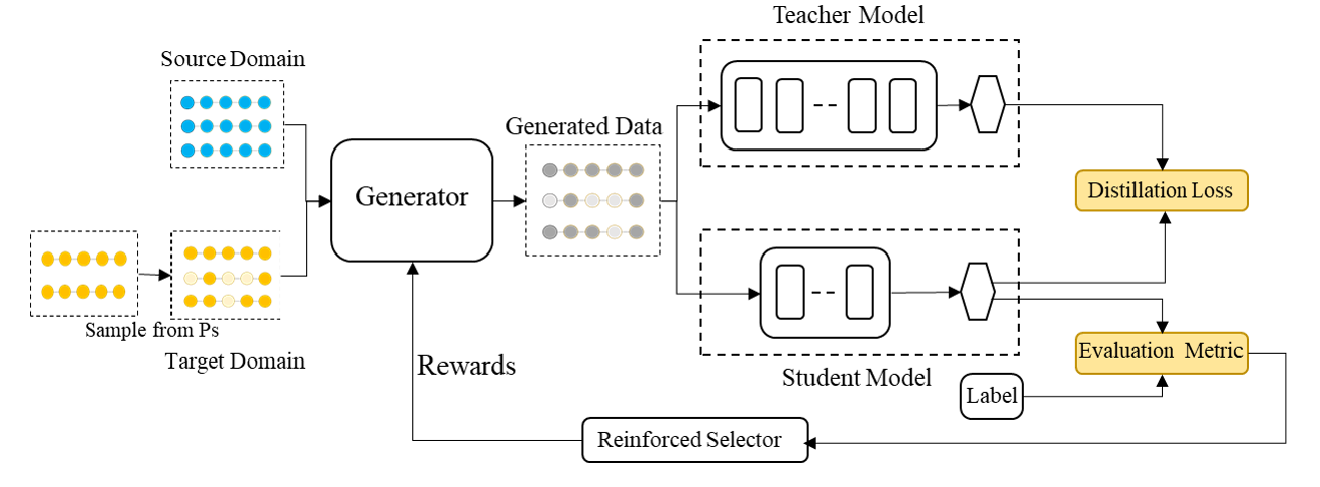 Teacher Model
Source Domain
Generated Data
Generator
Distillation Loss
Sample from Ps
Target Domain
Rewards
Student Model
Evaluation Metric
Label
Reinforced Selector